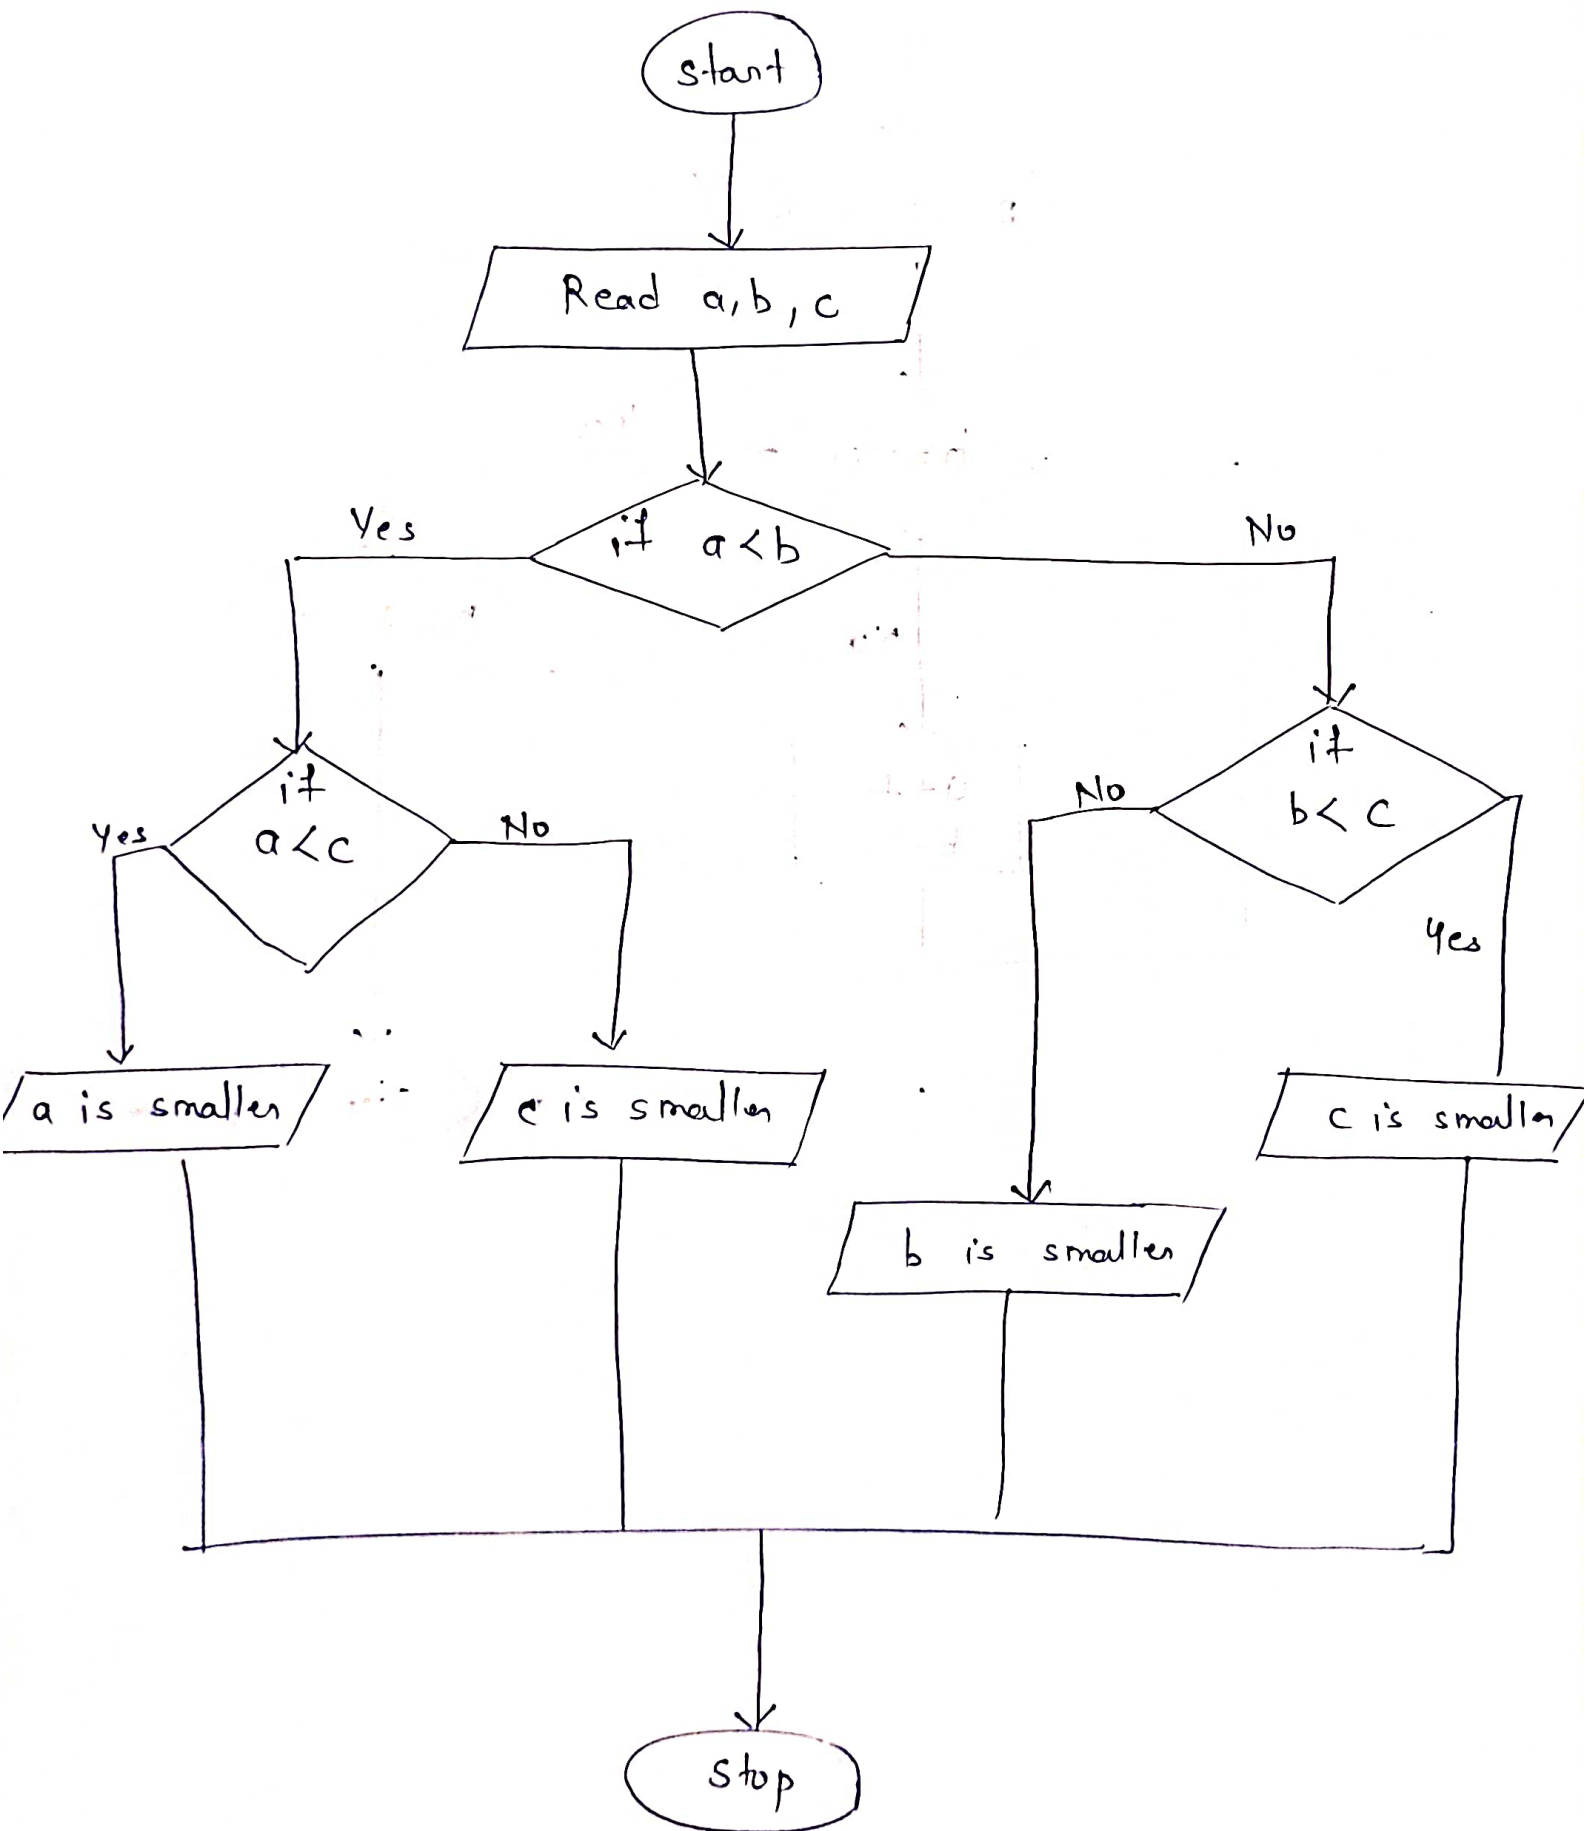 start
Read a, b, c
if a<b
Yes
No
if
a<c
Yes
No
if
b< c
No
Yes
a is smaller
c is smaller
b is smaller
c is smaller
stop